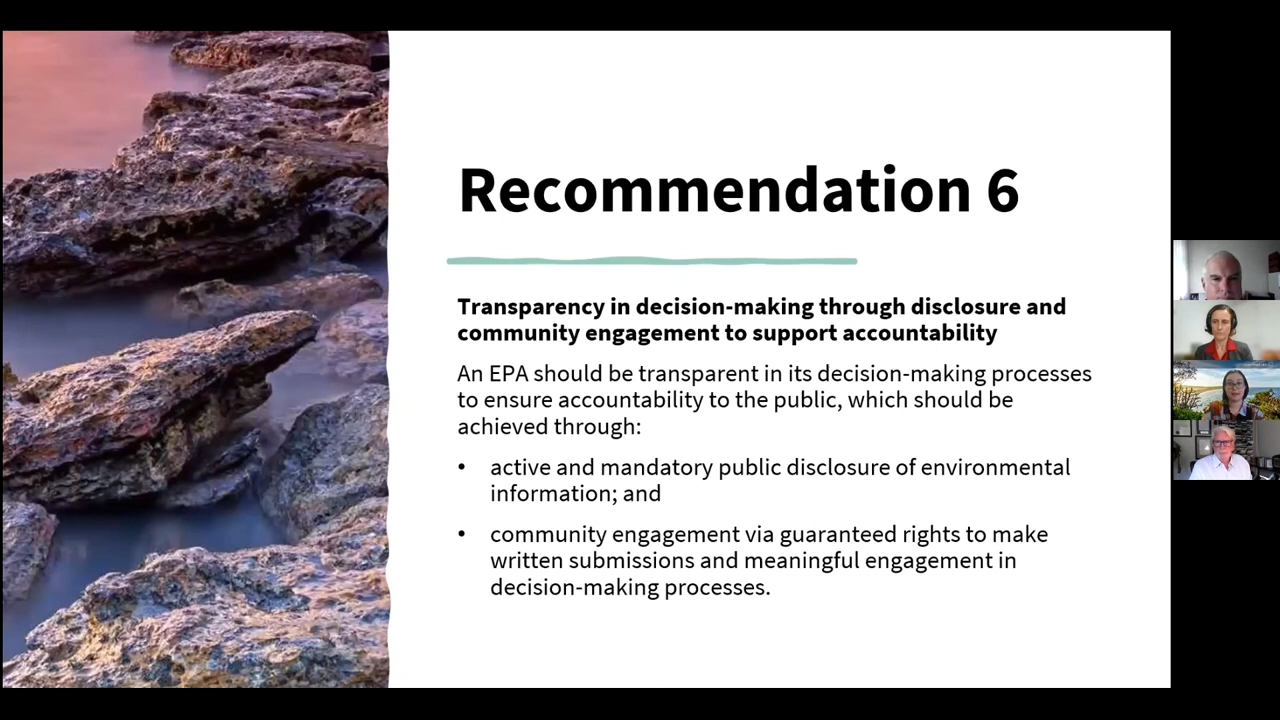 Recommendation 6
Transparency in decision-making through disclosure and
community engagement to support accountability
An EPA should be transparent in its decision-making processes
to ensure accountability to the public, which should be
achieved through:
• active and mandatory public disclosure of environmental
information; and
• community engagement via guaranteed rights to make
written submissions and meaningful engagement in
decision-making processes.